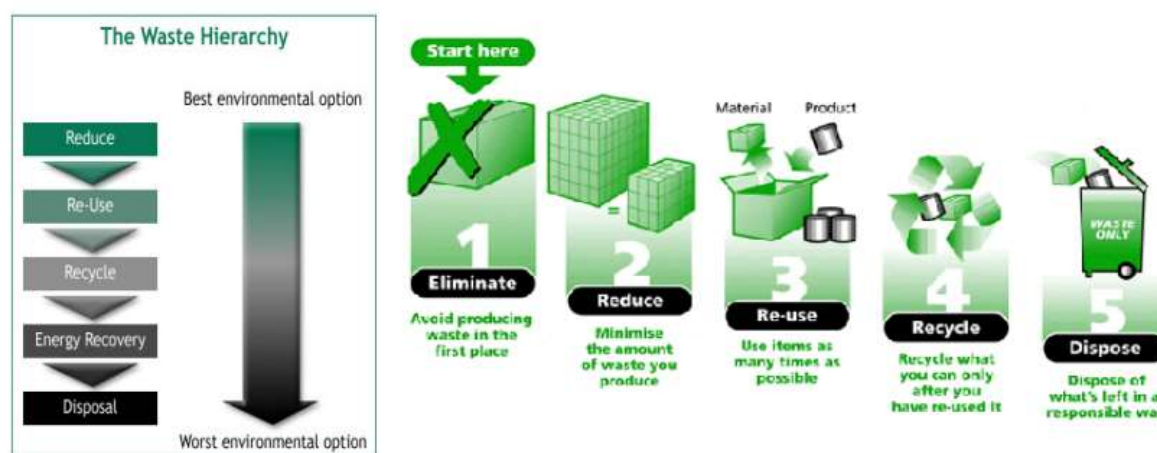 The Waste Hierarchy
Best environmental option
Reduce
Re-Use
Recycle
Energy Recovery
Disposal
Worst environmental option
Start here
1
Eliminate
Avoid producing
waste in the
first place
=
2
Reduce
Minimise
the amount
of waste you
produce
Material
Product
3
Re-use
Use items as
many times as
possible
4
Recycle
Recycle what
you can only
after you
have re-used it
WASTE
ONLY
5
Dispose
Dispose of
what's left in a
responsible